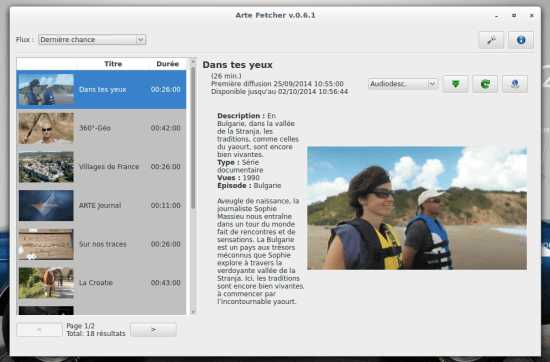 Arte Fetcher v.0.6.1
Flux :
Dernière chance
Titre
Durée
Dans tes yeux
00:26:00
360°-Géo
00:42:00
Villages de France
00:26:00
ARTE Journal
00:11:00
Sur nos traces
00:26:00
La Croatie
00:43:00
<
Page 1/2
Total: 18 résultats
>
Dans tes yeux
(26 min.)
Première diffusion 25/09/2014 10:55:00
Disponible jusqu'au 02/10/2014 10:56:44
Audiodesc.
Description : En
Bulgarie, dans la vallée
de la Stranja, les
traditions, comme celles
du yaourt, sont encore
bien vivantes.
Type : Série
documentaire
Vues : 1990
Épisode : Bulgarie
Aveugle de naissance, la
journaliste Sophie
Massieu nous entraîne
dans un tour du monde
fait de rencontres et de
sensations. La Bulgarie
est un pays aux trésors
méconnus que Sophie
explore à travers la
verdoyante vallée de la
Stranja. Ici, les traditions
sont encore bien vivantes,
à commencer par
l'incontournable yaourt.